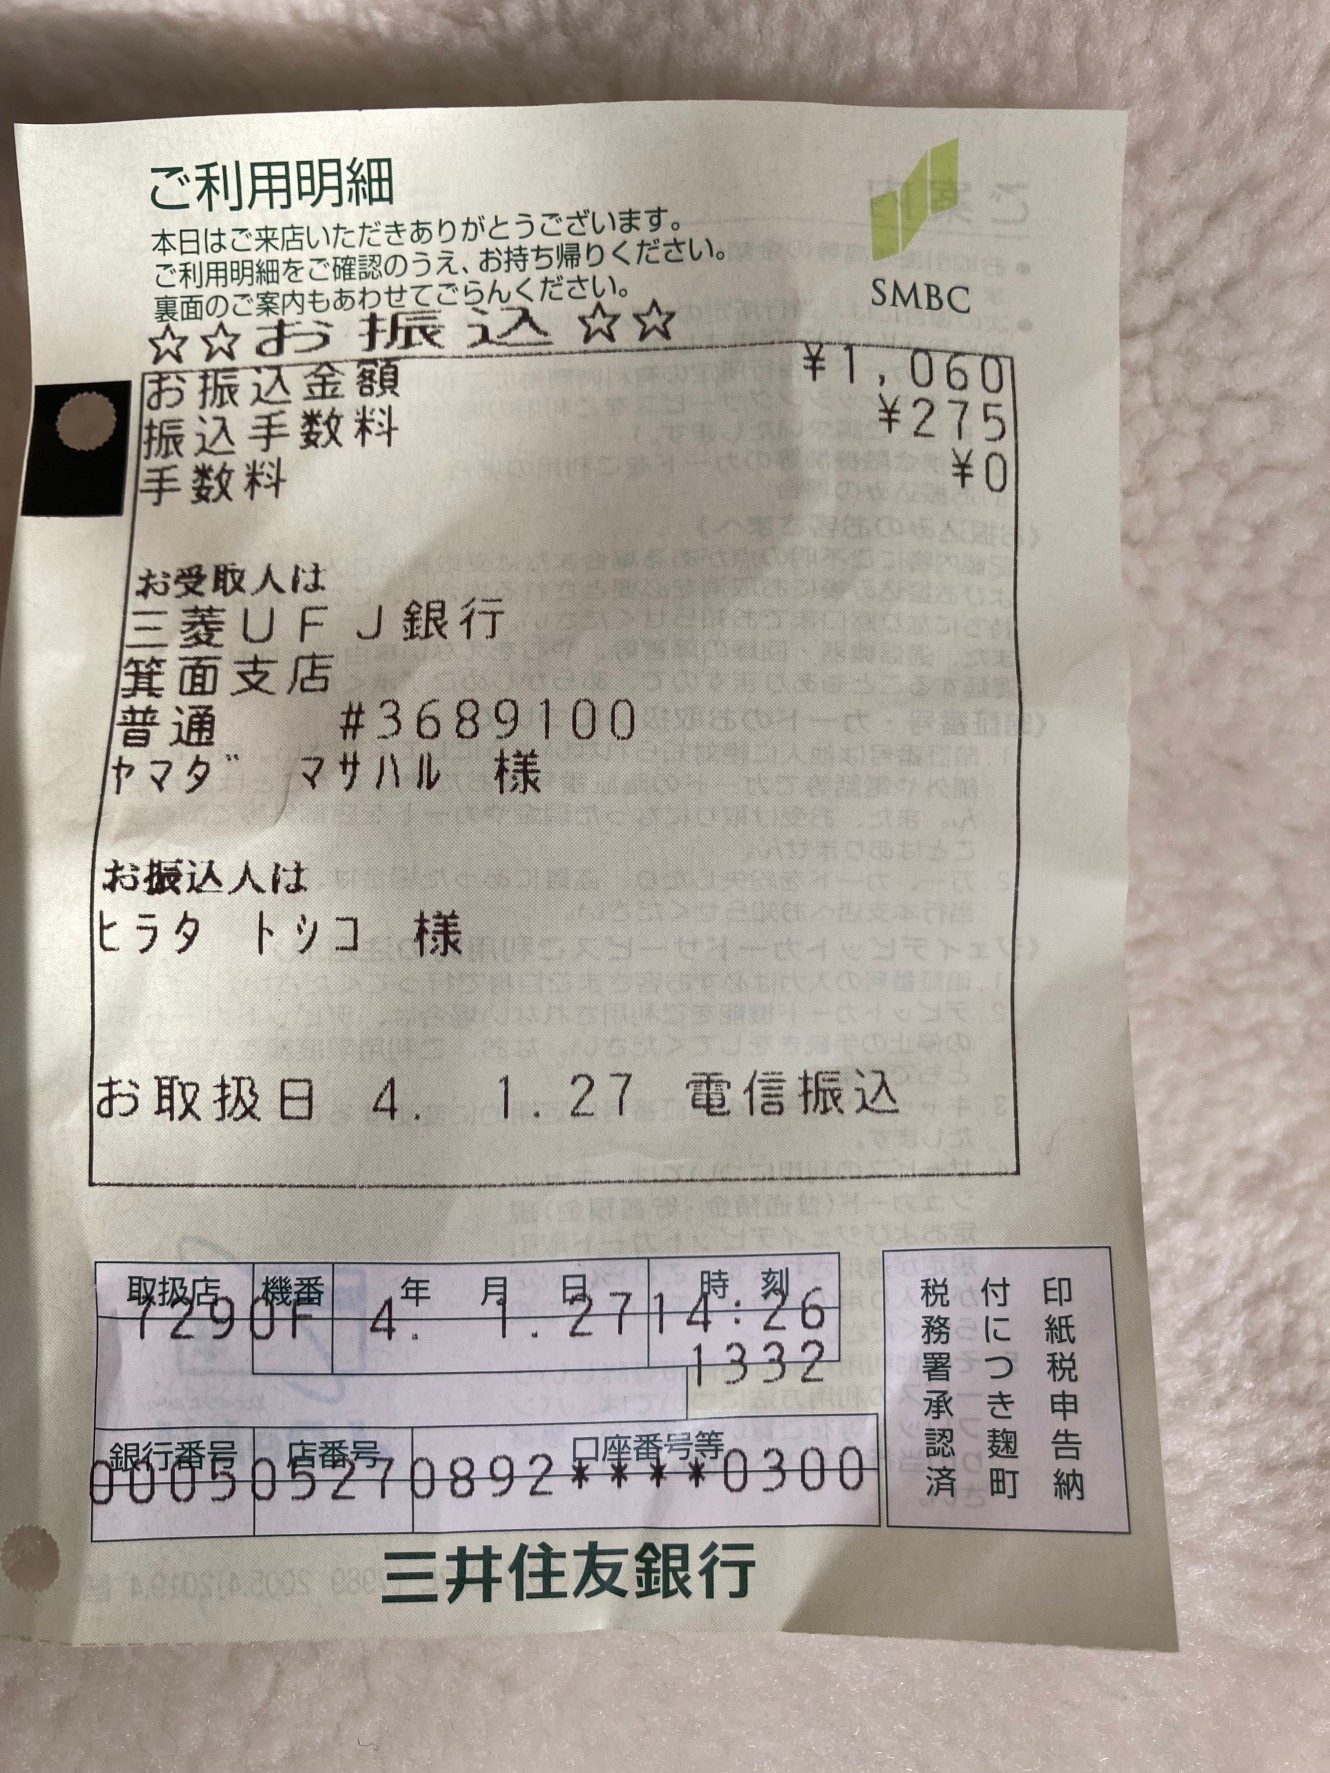 ご利用明細
本日はご来店いただきありがとうございます。
ご利用明細をご確認のうえ、お持ち帰りください。
裏面のご案内もあわせてごらんください。
SMBC
☆☆お振込☆☆
お振込金額 ¥1,060
振込手数料 ¥275
手数料 ¥0
お受取人は
三菱UFJ銀行
箕面支店
普通 #3689100
ヤマダ マサハル 様
お振込人は
ヒラタ トシコ 様
お取扱日 4. 1.27 電信振込
取扱店 機番 年 月 日 時刻
7290F 4. 1.27 14:26
1332
銀行番号 店番号 口座番号等
0005 0527 0892****0300
印紙税申告納
付につき麹町
税務署承認済
三井住友銀行